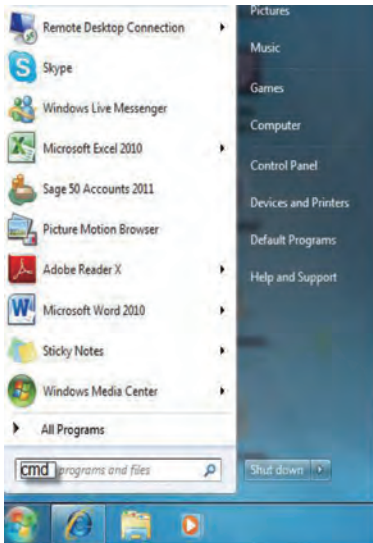 Remote Desktop Connection
Skype
Windows Live Messenger
Microsoft Excel 2010
Sage 50 Accounts 2011
Picture Motion Browser
Adobe Reader X
Microsoft Word 2010
Sticky Notes
Windows Media Center
All Programs
cmd programs and files
Pictures
Music
Games
Computer
Control Panel
Devices and Printers
Default Programs
Help and Support
Shut down